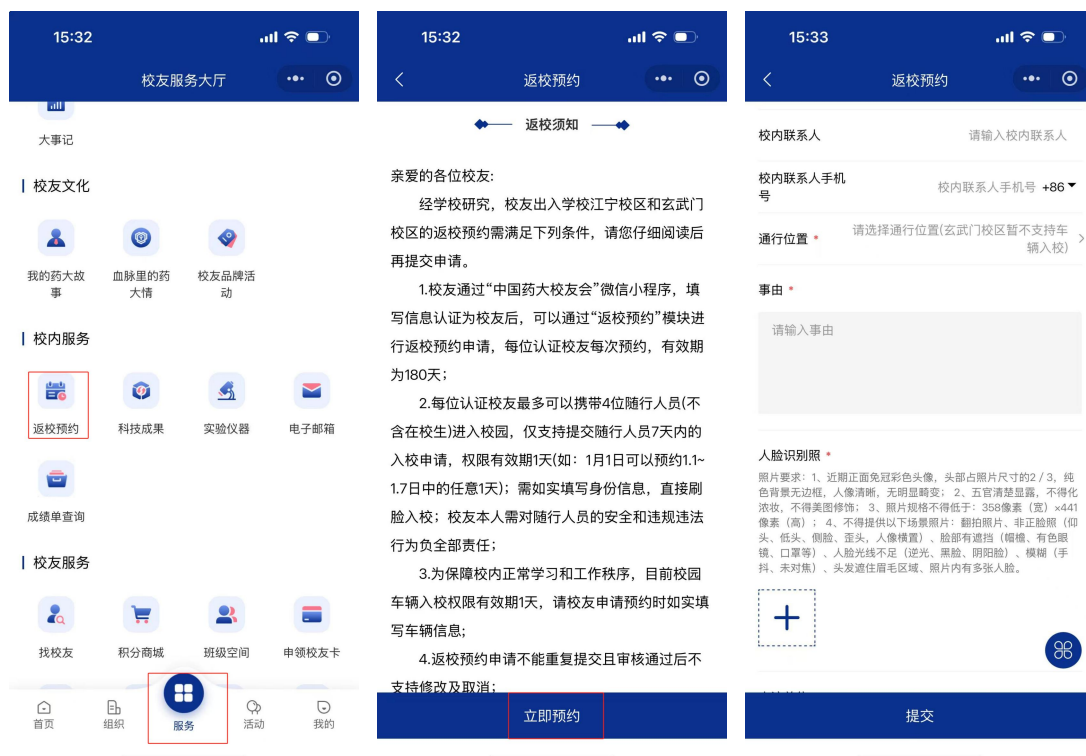 15:32
校友服务大厅
大事记
校友文化
我的药大故
事
血脉里的药
大情
校友品牌活
动
校内服务
返校预约
科技成果
实验仪器
电子邮箱
成绩单查询
校友服务
找校友
积分商城
班级空间
申领校友卡
首页
组织
服务
活动
我的
15:32
返校预约
返校须知
亲爱的各位校友:
经学校研究，校友出入学校江宁校区和玄武门
校区的返校预约需满足下列条件，请您仔细阅读后
再提交申请。
1.校友通过“中国药大校友会”微信小程序，填
写信息认证为校友后，可以通过“返校预约”模块进
行返校预约申请，每位认证校友每次预约，有效期
为180天；
2.每位认证校友最多可以携带4位随行人员(不
含在校生)进入校园，仅支持提交随行人员7天内的
入校申请，权限有效期1天(如：1月1日可以预约1.1~
1.7日中的任意1天)；需如实填写身份信息，直接刷
脸入校；校友本人需对随行人员的安全和违规违法
行为负全部责任；
3.为保障校内正常学习和工作秩序，目前校园
车辆入校权限有效期1天，请校友申请预约时如实填
写车辆信息;
4.返校预约申请不能重复提交且审核通过后不
支持修改及取消；
立即预约
15:33
返校预约
校内联系人 请输入校内联系人
校内联系人手机
号
校内联系人手机号 +86
通行位置 *
请选择通行位置(玄武门校区暂不支持车
辆入校)
事由 *
请输入事由
人脸识别照 *
照片要求：1、近期正面免冠彩色头像，头部占照片尺寸的2 / 3，纯
色背景无边框，人像清晰，无明显畸变； 2、五官清楚显露，不得化
浓妆，不得美图修饰； 3、照片规格不得低于：358像素（宽）×441
像素（高）； 4、不得提供以下场景照片：翻拍照片、非正脸照（仰
头、低头、侧脸、歪头，人像横置）、脸部有遮挡（帽檐、有色眼
镜、口罩等）、人脸光线不足（逆光、黑脸、阴阳脸）、模糊（手
抖、未对焦）、头发遮住眉毛区域、照片内有多张人脸。
提交